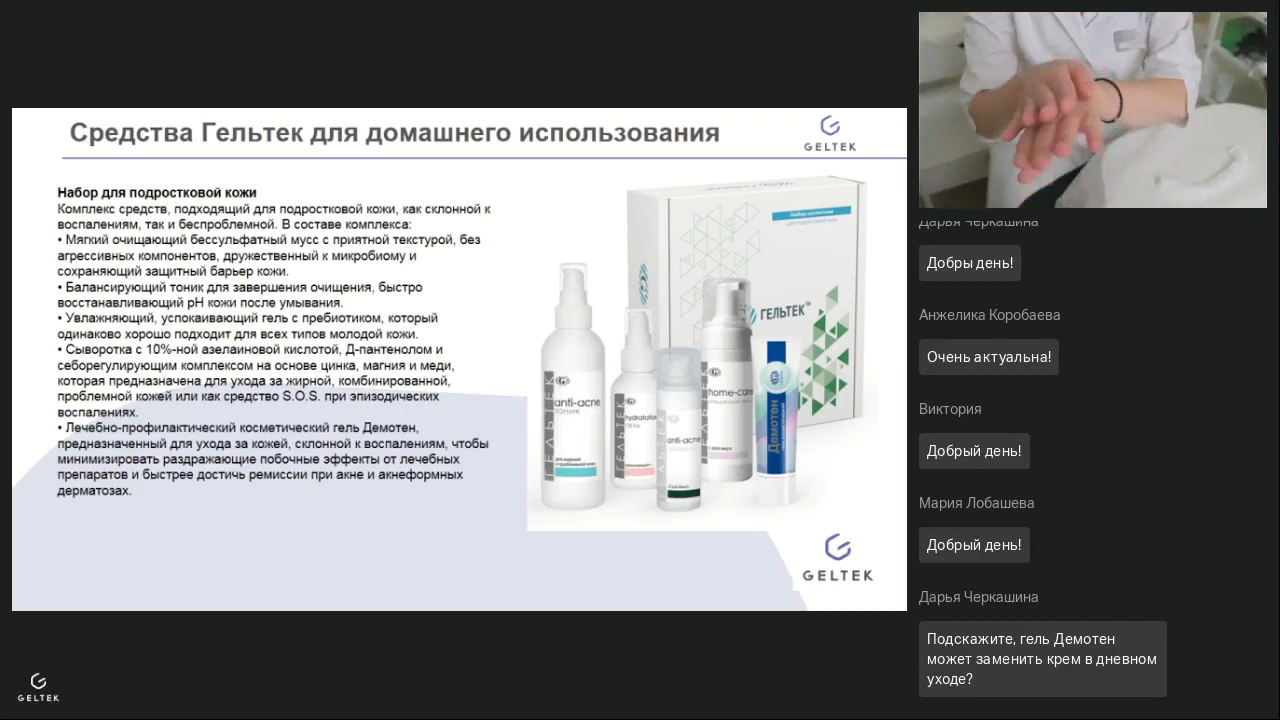 Средства Гельтек для домашнего использования
GELTEK
Набор для подростковой кожи
Комплекс средств, подходящий для подростковой кожи, как склонной к
воспалениям, так и беспроблемной. В составе комплекса:
• Мягкий очищающий бессульфатный мусс с приятной текстурой, без
агрессивных компонентов, дружественный к микробиому и
сохраняющий защитный барьер кожи.
• Балансирующий тоник для завершения очищения, быстро
восстанавливающий pH кожи после умывания.
• Увлажняющий, успокаивающий гель с пребиотиком, который
одинаково хорошо подходит для всех типов молодой кожи.
• Сыворотка с 10%-ной азелаиновой кислотой, Д-пантенолом и
себорегулирующим комплексом на основе цинка, магния и меди,
которая предназначена для ухода за жирной, комбинированной,
проблемной кожей или как средство S.O.S. при эпизодических
воспалениях.
• Лечебно-профилактический косметический гель Демотен,
предназначенный для ухода за кожей, склонной к воспалениям, чтобы
минимизировать раздражающие побочные эффекты от лечебных
препаратов и быстрее достичь ремиссии при акне и акнеформных
дерматозах.
ГЕЛЬТЕК
ГЕЛЬТЕК
anti-acne
тоник
ГЕЛЬТЕК
hydration
anti-acne
home-care
Демотен
GELTEK
GELTEK
Дарья Черкашина
Добры день!
Анжелика Коробаева
Очень актуальна!
Виктория
Добрый день!
Мария Лобашева
Добрый день!
Дарья Черкашина
Подскажите, гель Демотен
может заменить крем в дневном
уходе?